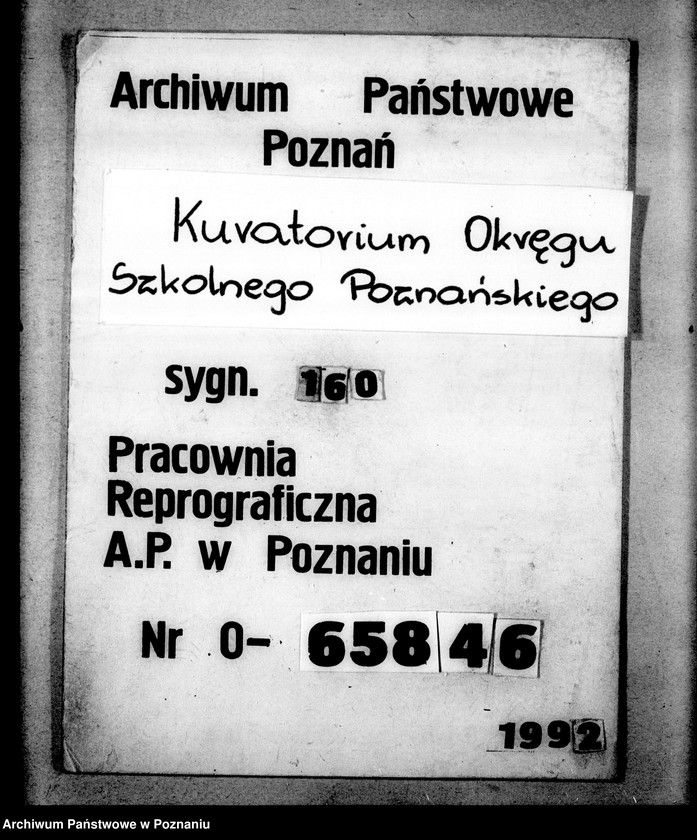 Archiwum Państwowe
Poznań
Kuratorium Okręgu
Szkolnego Poznańskiego
sygn. 160
Pracownia
Reprograficzna
A.P. w Poznaniu
Nr 0- 65846
1992
Archiwum Państwowe w Poznaniu